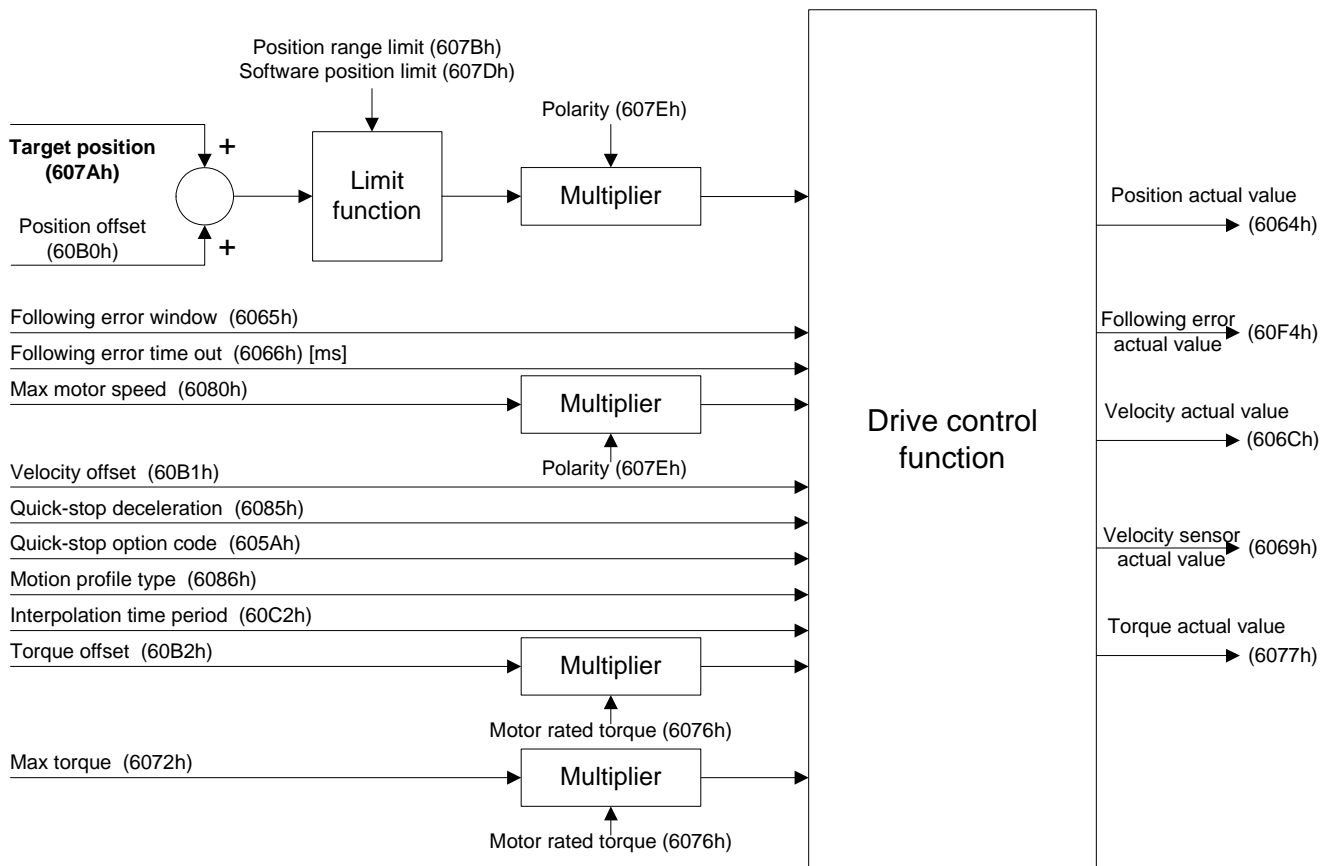 Position range limit (607Bh)
Software position limit (607Dh)
Polarity (607Eh)
Target position
(607Ah)
+
Limit
function
Multiplier
Position offset
(60B0h)
+
Position actual value
(6064h)
Following error window (6065h)
Following error time out (6066h) [ms]
Max motor speed (6080h)
Multiplier
Polarity (607Eh)
Velocity offset (60B1h)
Quick-stop deceleration (6085h)
Quick-stop option code (605Ah)
Motion profile type (6086h)
Interpolation time period (60C2h)
Torque offset (60B2h)
Multiplier
Motor rated torque (6076h)
Max torque (6072h)
Multiplier
Motor rated torque (6076h)
Drive control
function
Following error
actual value
(60F4h)
Velocity actual value
(606Ch)
Velocity sensor
actual value
(6069h)
Torque actual value
(6077h)